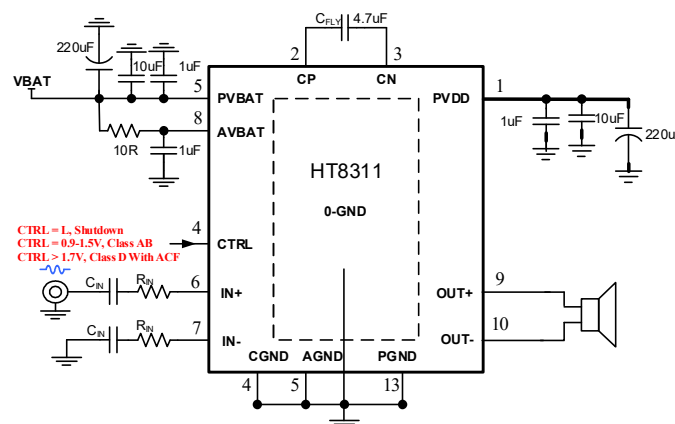 C_FLY 4.7uF
220uF
10uF 1uF
2 3
VBAT
CP CN
5 PVBAT
PVDD 1
8 AVBAT
1uF 10uF 220u
10R 1uF
HT8311
0-GND
CTRL = L, Shutdown
CTRL = 0.9-1.5V, Class AB
CTRL > 1.7V, Class D With ACF
4 CTRL
C_IN R_IN 6 IN+
OUT+ 9
C_IN R_IN 7 IN-
OUT- 10
CGND AGND PGND
4 5 13